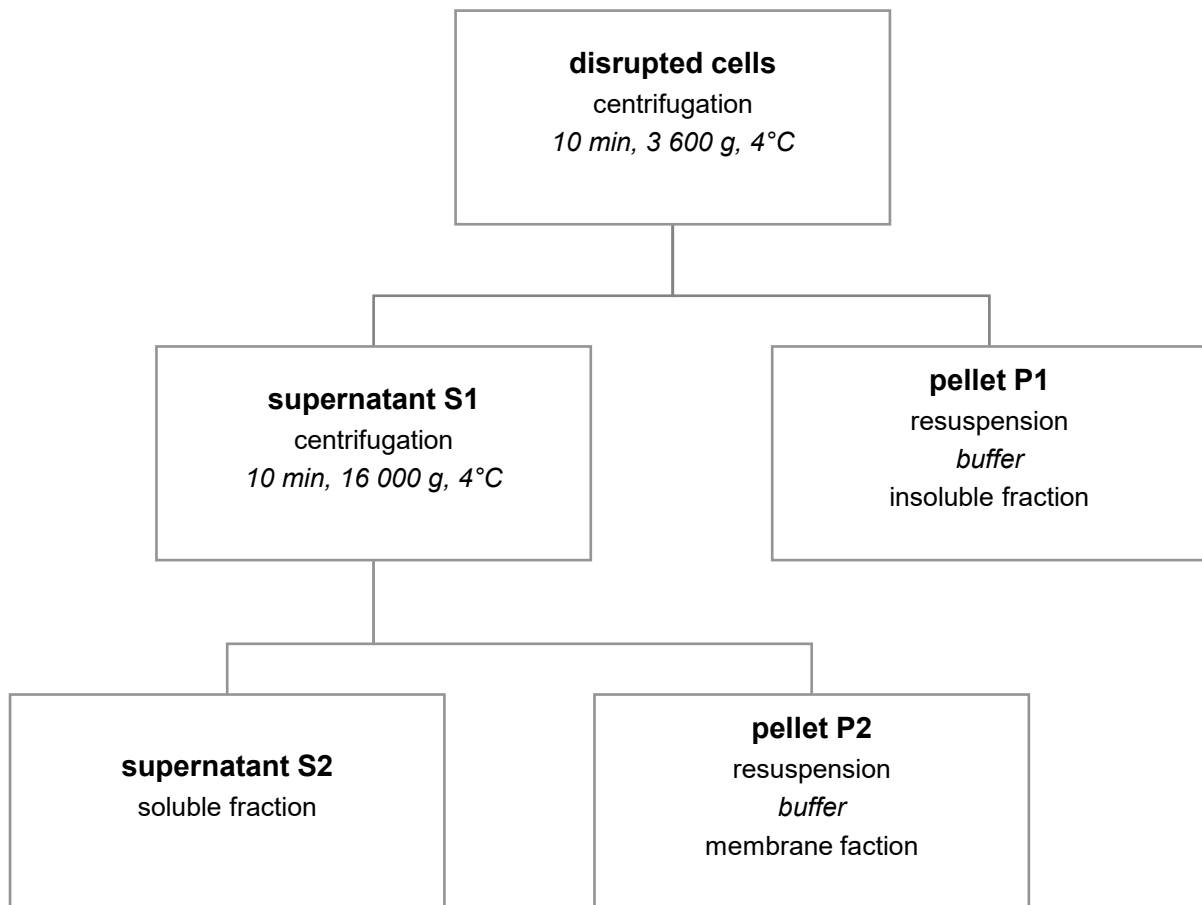 disrupted cells
centrifugation
10 min, 3 600 g, 4°C
supernatant S1
centrifugation
10 min, 16 000 g, 4°C
pellet P1
resuspension
buffer
insoluble fraction
supernatant S2
soluble fraction
pellet P2
resuspension
buffer
membrane faction